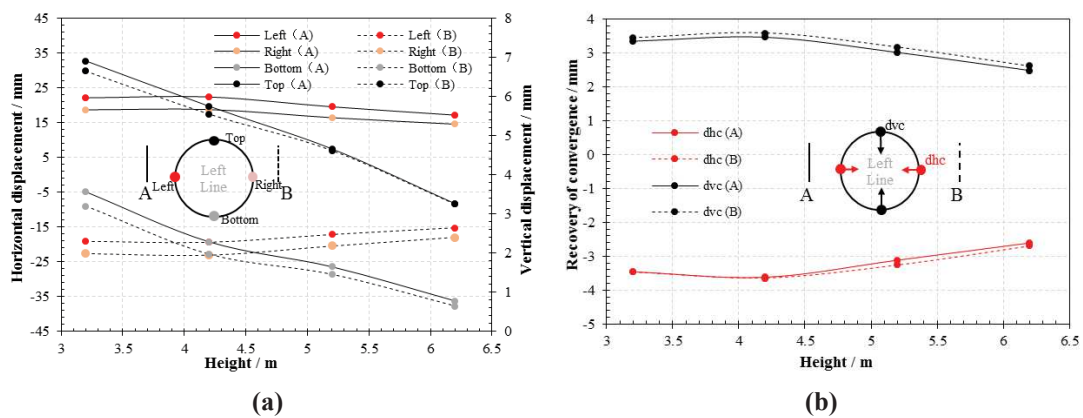 45
35
25
15
5
-5
-15
-25
-35
-45
Horizontal displacement / mm
8
7
6
5
4
3
2
1
0
Vertical displacement / mm
3
3.5
4
4.5
5
5.5
6
6.5
Height / m
Left（A） Left（B）
Right（A） Right（B）
Bottom（A） Bottom（B）
Top（A） Top（B）
Top
Left
Line
A
Left
Right
B
Bottom
(a)
4
3
2
1
0
-1
-2
-3
-4
-5
Recovery of convergence / mm
3
3.5
4
4.5
5
5.5
6
6.5
Height / m
dhc (A)
dhc (B)
dvc (A)
dvc (B)
dvc
dhc
Left
Line
A
B
(b)